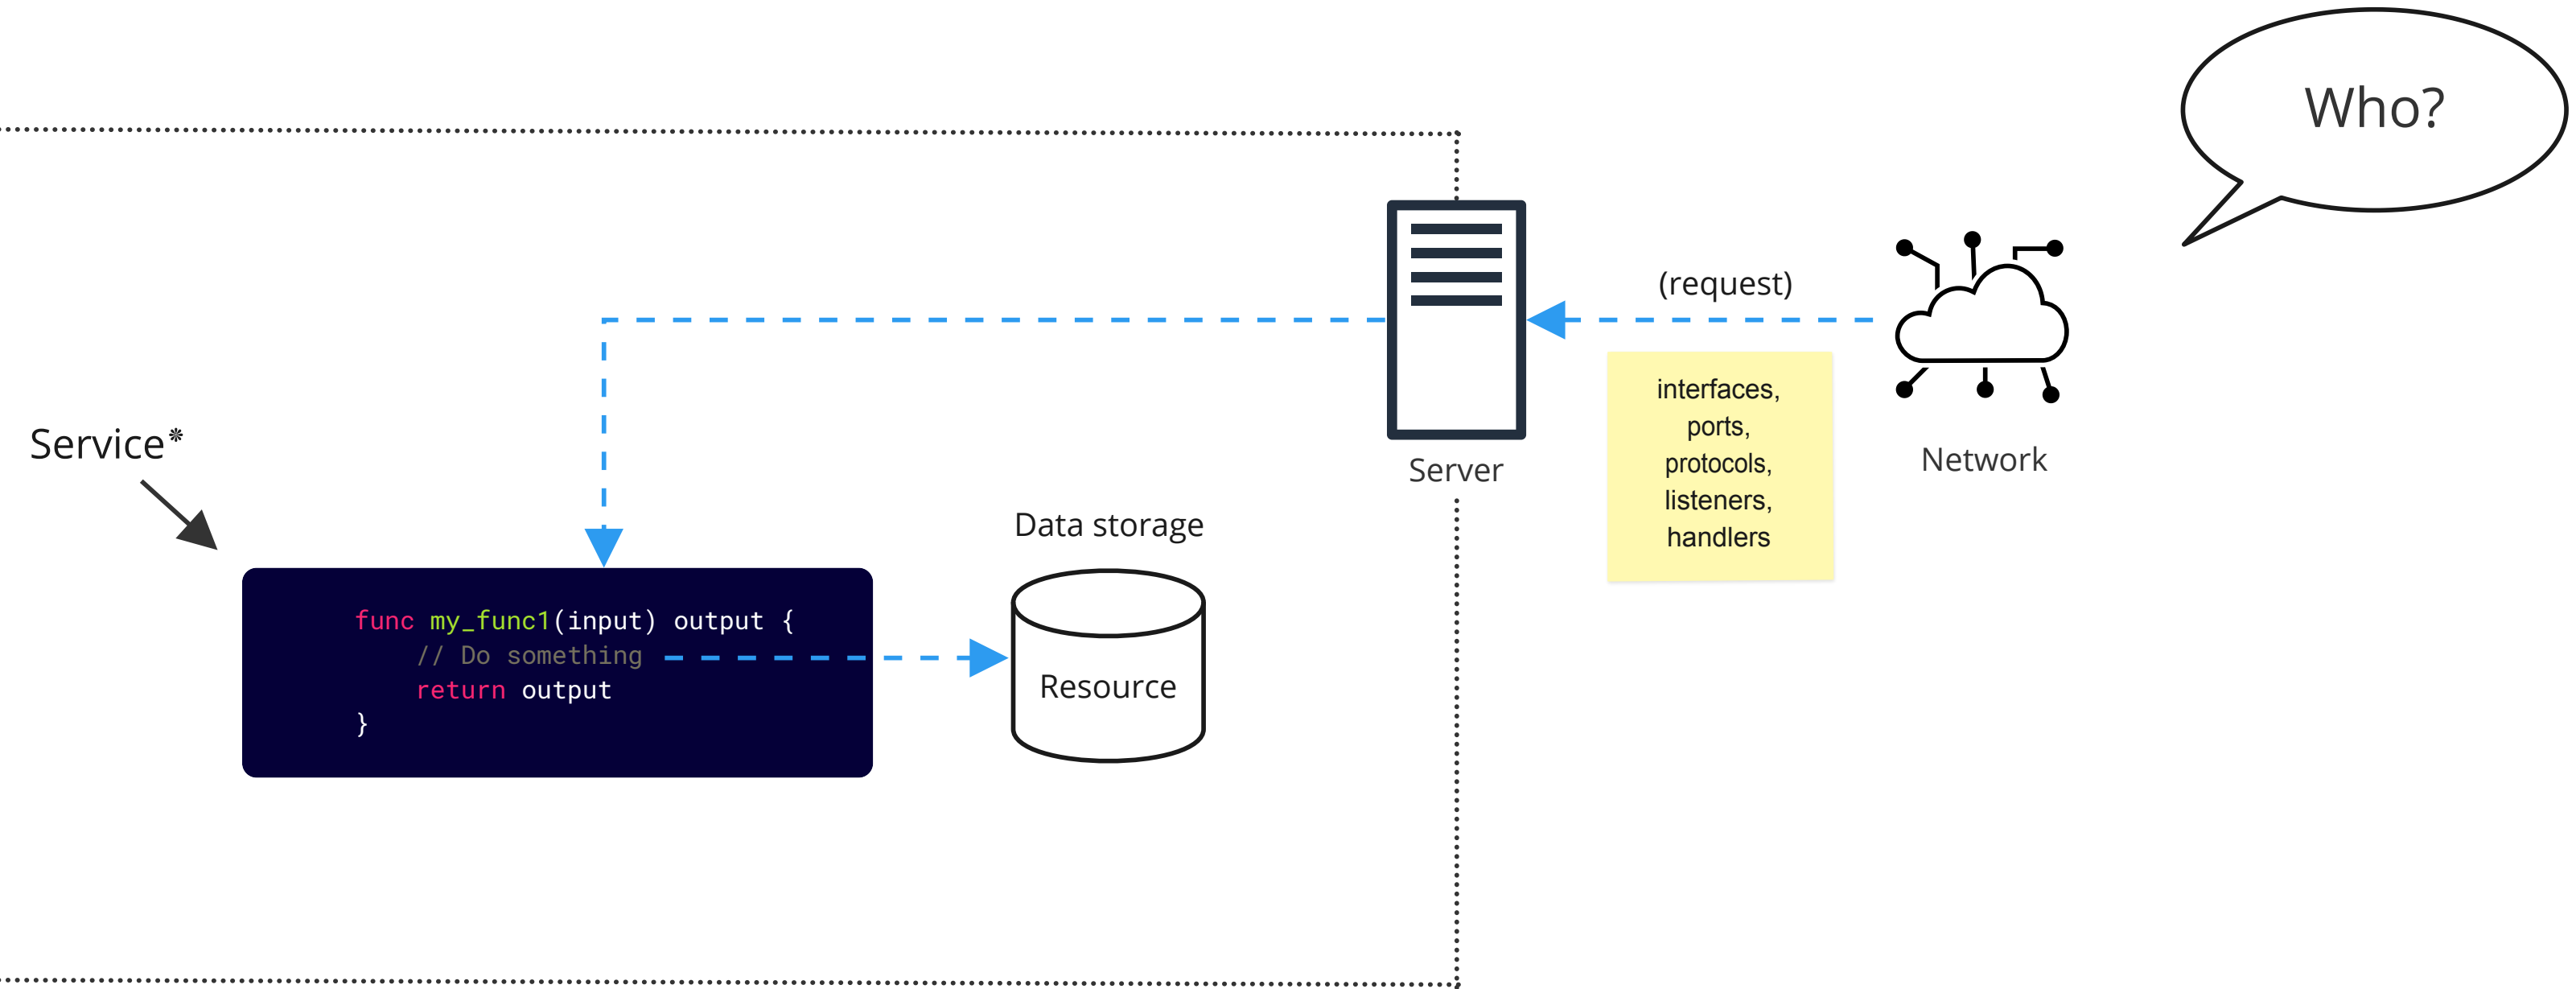 Who?
(request)
interfaces,
ports,
protocols,
listeners,
handlers
Network
Server
Service*
Data storage
Resource
func my_func1(input) output {
    // Do something
    return output
}